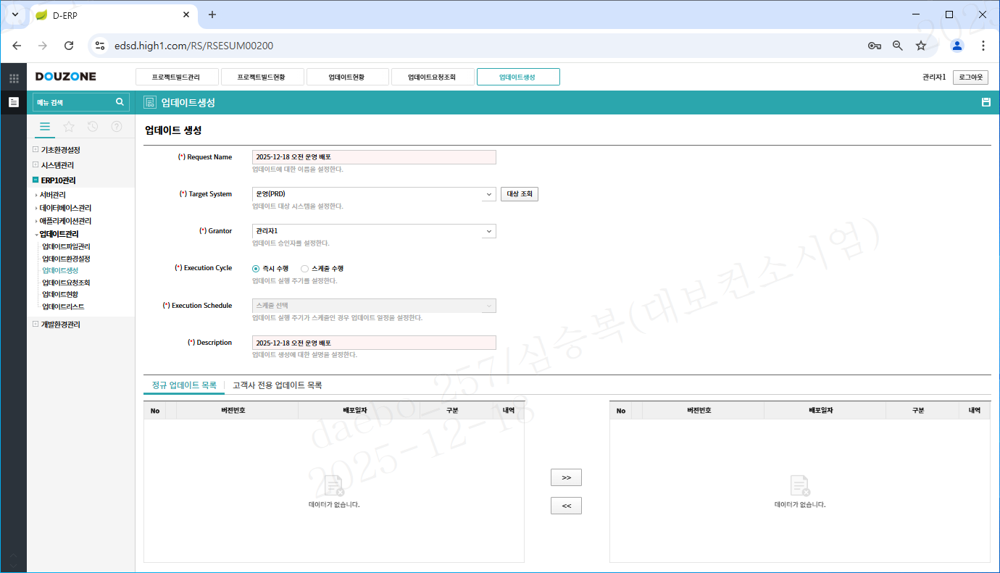 D-ERP
edsd.high1.com/RS/RSESUM00200
DOUZONE
프로젝트빌드관리
프로젝트빌드현황
업데이트현황
업데이트요청조회
업데이트생성
관리자1
로그아웃
메뉴 검색
업데이트생성
기초환경설정
시스템관리
ERP10관리
서버관리
데이터베이스관리
애플리케이션관리
업데이트관리
업데이트파일관리
업데이트환경설정
업데이트생성
업데이트요청조회
업데이트현황
업데이트리스트
개발환경관리
업데이트 생성
(*) Request Name
2025-12-18 오전 운영 배포
업데이트에 대한 이름을 설정한다.
(*) Target System
운영(PRD)
대상 조회
업데이트 대상 시스템을 설정한다.
(*) Grantor
관리자1
업데이트 승인자를 설정한다.
(*) Execution Cycle
즉시 수행
스케줄 수행
업데이트 실행 주기를 설정한다.
(*) Execution Schedule
스케줄 선택
업데이트 실행 주기가 스케줄인 경우 업데이트 일정을 설정한다.
(*) Description
2025-12-18 오전 운영 배포
업데이트 생성에 대한 설명을 설정한다.
정규 업데이트 목록
고객사 전용 업데이트 목록
No 버전번호 배포일자 구분 내역
데이터가 없습니다.
>>
<<
No 버전번호 배포일자 구분 내역
데이터가 없습니다.
daebo_257/심승복(대보컨소시엄)
2025-12-18